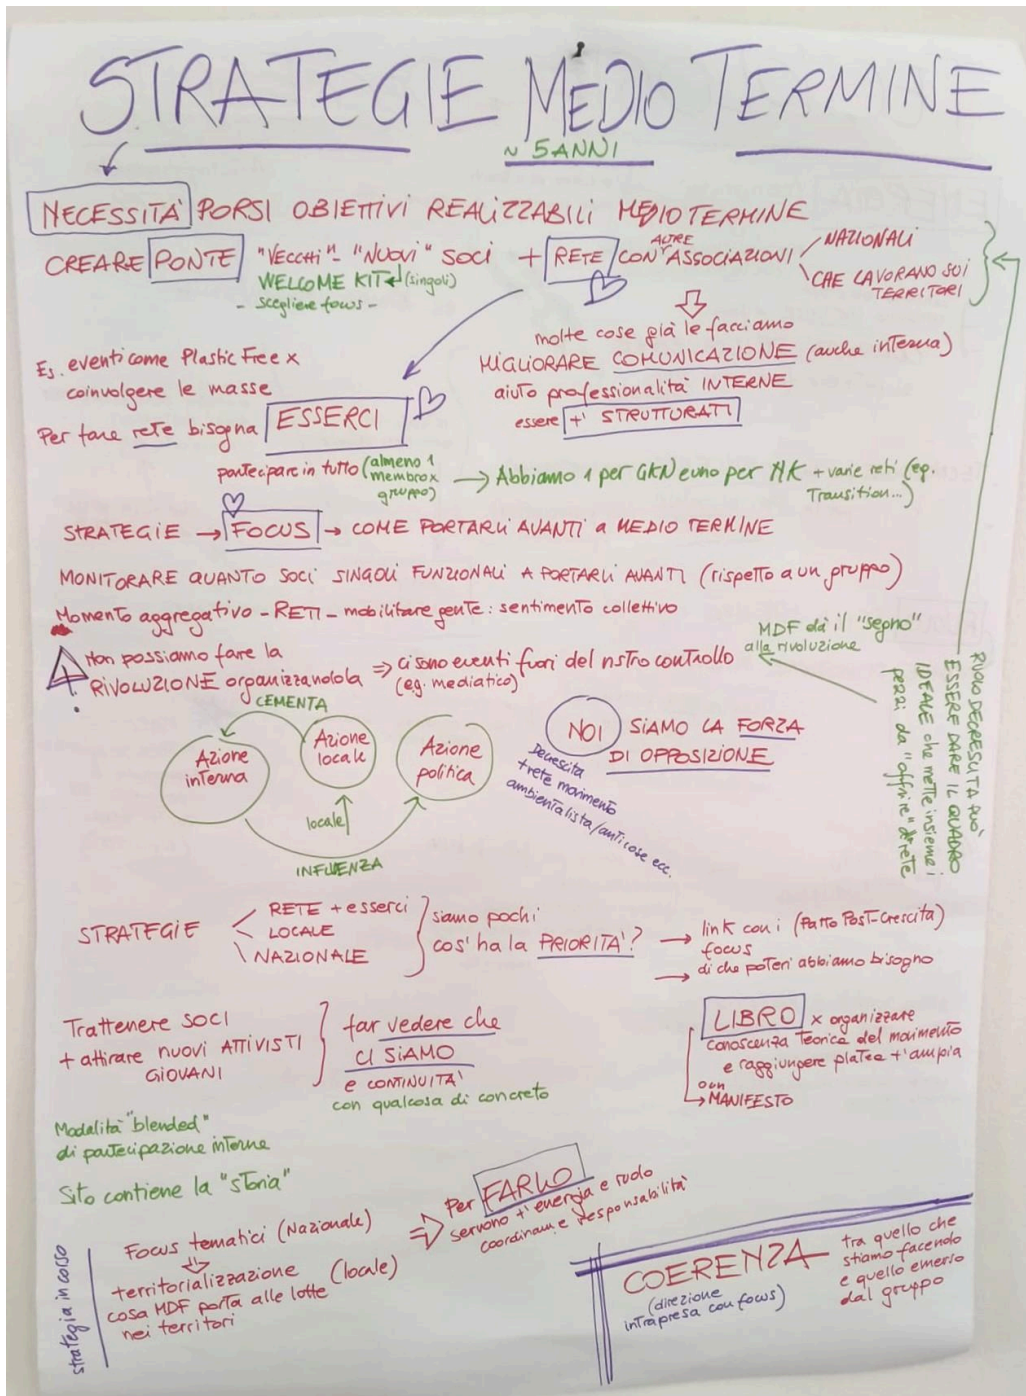 STRATEGIE MEDIO TERMINE
~ 5 ANNI
NECESSITA' PORSI OBIETTIVI REALIZZABILI MEDIO TERMINE
CREARE PONTE "VECCHI" - "NUOVI" SOCI + RETE CON ALTRE ASSOCIAZIONI
NAZIONALI
CHE LAVORANO SUI
TERRITORI
WELCOME KIT (singoli)
- scegliere focus -
molte cose già le facciamo
MIGLIORARE COMUNICAZIONE (anche interna)
aiuto professionalità INTERNE
essere +' STRUTTURATI
Es. eventi come Plastic Free x
coinvolgere le masse
Per fare rete bisogna ESSERCI
partecipare in tutto (almeno 1
membro x
gruppo)
→ Abbiamo 1 per GKN e uno per MK + varie reti (eg.
Transition...)
STRATEGIE → FOCUS → COME PORTARLI AVANTI a MEDIO TERMINE
MONITORARE QUANTO SOCI SINGOLI FUNZIONALI A PORTARLI AVANTI (rispetto a un gruppo)
Momento aggregativo - RETI - mobilitare gente: sentimento collettivo
! Non possiamo fare la
RIVOLUZIONE organizzandola
⇒ ci sono eventi fuori del nstro controllo
(eg. mediatico)
MDF dà il "segno"
alla rivoluzione
RUOLO DECRESCITA PUO'
ESSERE DARE IL QUADRO
IDEALE che mette insieme i
pezzi da "offrire" a rete
CEMENTA
Azione
interna
Azione
locale
Azione
politica
locale
INFLUENZA
NOI SIAMO LA FORZA
DI OPPOSIZIONE
Decrescita
+ rete movimento
ambientalista/anticose ecc.
STRATEGIE
RETE + esserci
LOCALE
NAZIONALE
siamo pochi
cos' ha la PRIORITA'?
→ link con i (Patto Post-Crescita)
focus
→ di che poteri abbiamo bisogno
Trattenere SOCI
+ attirare nuovi ATTIVISTI
GIOVANI
far vedere che
CI SIAMO
e CONTINUITA'
con qualcosa di concreto
LIBRO x organizzare
conoscenza Teorica del movimento
e raggiungere platea +' ampia
o un
→ MANIFESTO
Modalità "blended"
di partecipazione interne
Sito contiene la "storia"
strategia in corso
Focus tematici (Nazionale)
territorializzazione (locale)
cosa MDF porta alle lotte
nei territori
⇒ Per FARLO
servono +' energia e ruolo
coordinam. e responsabilità
COERENZA
(direzione
intrapresa con focus)
tra quello che
stiamo facendo
e quello emerso
dal gruppo